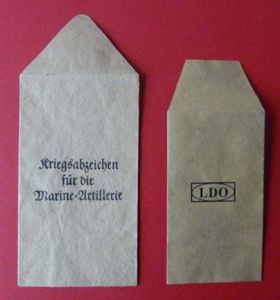 Kriegsabzeichen
für die
Marine-Artillerie
LDO